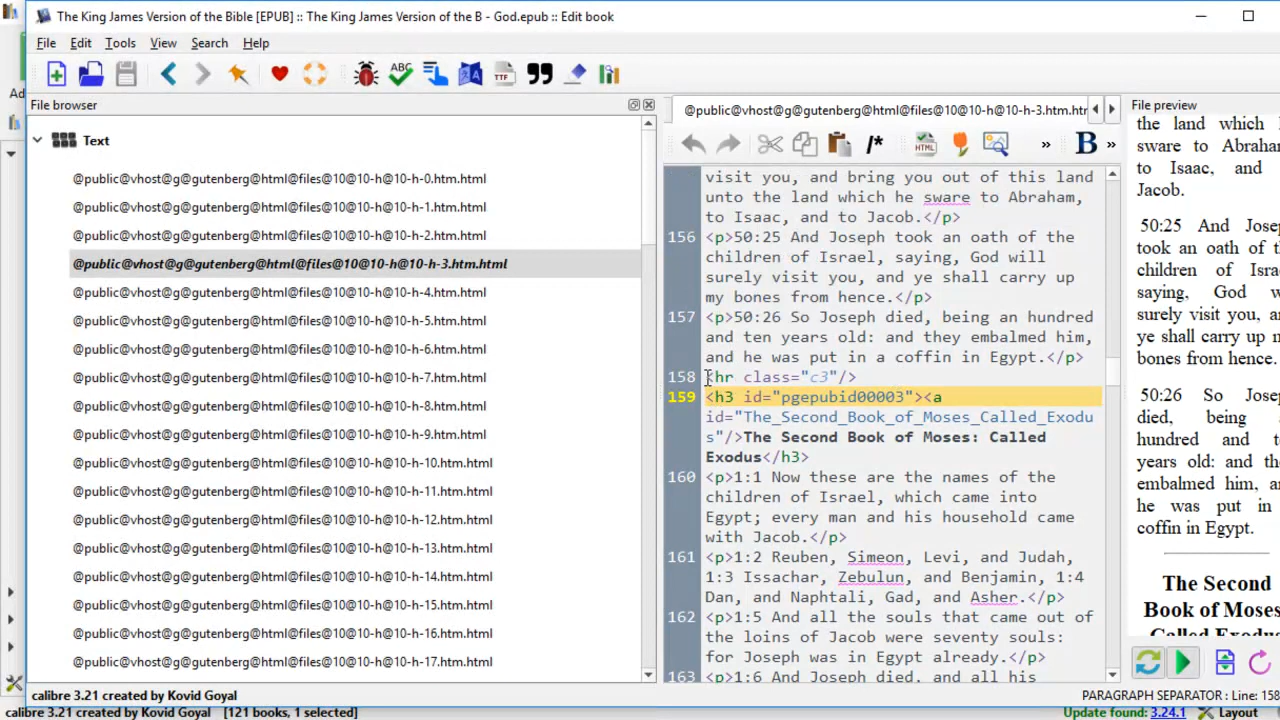 The King James Version of the Bible [EPUB] :: The King James Version of the B - God.epub :: Edit book
File Edit Tools View Search Help
ABC TTF
Ad
File browser
Text
@public@vhost@g@gutenberg@html@files@10@10-h@10-h-0.htm.html
@public@vhost@g@gutenberg@html@files@10@10-h@10-h-1.htm.html
@public@vhost@g@gutenberg@html@files@10@10-h@10-h-2.htm.html
@public@vhost@g@gutenberg@html@files@10@10-h@10-h-3.htm.html
@public@vhost@g@gutenberg@html@files@10@10-h@10-h-4.htm.html
@public@vhost@g@gutenberg@html@files@10@10-h@10-h-5.htm.html
@public@vhost@g@gutenberg@html@files@10@10-h@10-h-6.htm.html
@public@vhost@g@gutenberg@html@files@10@10-h@10-h-7.htm.html
@public@vhost@g@gutenberg@html@files@10@10-h@10-h-8.htm.html
@public@vhost@g@gutenberg@html@files@10@10-h@10-h-9.htm.html
@public@vhost@g@gutenberg@html@files@10@10-h@10-h-10.htm.html
@public@vhost@g@gutenberg@html@files@10@10-h@10-h-11.htm.html
@public@vhost@g@gutenberg@html@files@10@10-h@10-h-12.htm.html
@public@vhost@g@gutenberg@html@files@10@10-h@10-h-13.htm.html
@public@vhost@g@gutenberg@html@files@10@10-h@10-h-14.htm.html
@public@vhost@g@gutenberg@html@files@10@10-h@10-h-15.htm.html
@public@vhost@g@gutenberg@html@files@10@10-h@10-h-16.htm.html
@public@vhost@g@gutenberg@html@files@10@10-h@10-h-17.htm.html
@public@vhost@g@gutenberg@html@files@10@10-h@10-h-3.htm.htr
/* HTML » B »
visit you, and bring you out of this land
unto the land which he sware to Abraham,
to Isaac, and to Jacob.</p>
156 <p>50:25 And Joseph took an oath of the
children of Israel, saying, God will
surely visit you, and ye shall carry up
my bones from hence.</p>
157 <p>50:26 So Joseph died, being an hundred
and ten years old: and they embalmed him,
and he was put in a coffin in Egypt.</p>
158 <hr class="c3"/>
159 <h3 id="pgepubid00003"><a
id="The_Second_Book_of_Moses_Called_Exodu
s"/>The Second Book of Moses: Called
Exodus</h3>
160 <p>1:1 Now these are the names of the
children of Israel, which came into
Egypt; every man and his household came
with Jacob.</p>
161 <p>1:2 Reuben, Simeon, Levi, and Judah,
1:3 Issachar, Zebulun, and Benjamin, 1:4
Dan, and Naphtali, Gad, and Asher.</p>
162 <p>1:5 And all the souls that came out of
the loins of Jacob were seventy souls:
for Joseph was in Egypt already.</p>
163 <p>1:6 And Joseph died, and all his
File preview
the land which
sware to Abraham
to Isaac, and to
Jacob.
50:25 And Josep
took an oath of th
children of Isra
saying, God w
surely visit you, a
ye shall carry up
bones from hence.
50:26 So Joseph
died, being
hundred and t
years old: and th
embalmed him, a
he was put in
coffin in Egypt.
The Second
Book of Moses
Called Exodu
calibre 3.21 created by Kovid Goyal
PARAGRAPH SEPARATOR : Line: 158
calibre 3.21 created by Kovid Goyal [121 books, 1 selected]
Update found: 3.24.1 Layout